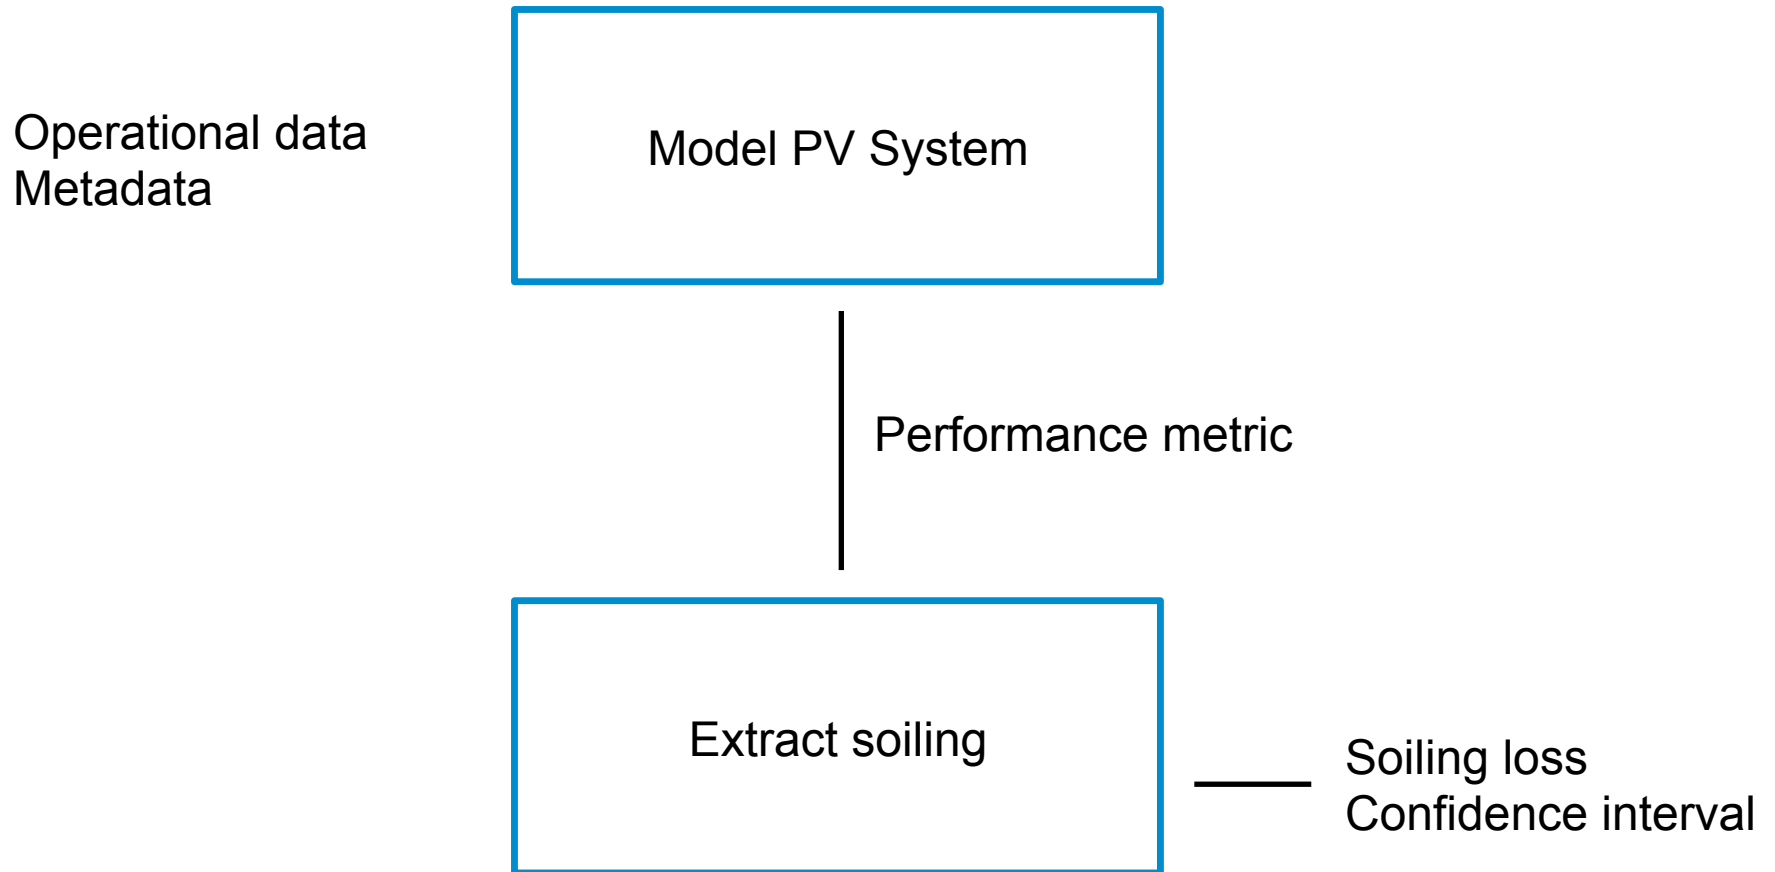 Operational data
Metadata
Model PV System
Performance metric
Extract soiling
Soiling loss
Confidence interval